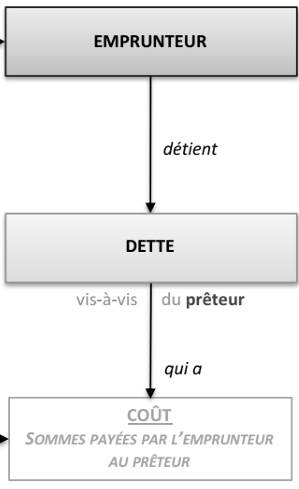 EMPRUNTEUR
détient
DETTE
vis-à-vis du prêteur
qui a
COÛT
SOMMES PAYÉES PAR L'EMPRUNTEUR
AU PRÊTEUR